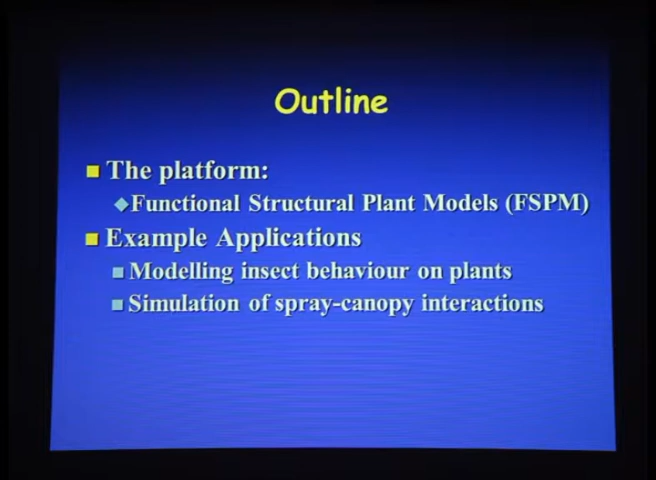 Outline
The platform:
Functional Structural Plant Models (FSPM)
Example Applications
Modelling insect behaviour on plants
Simulation of spray-canopy interactions